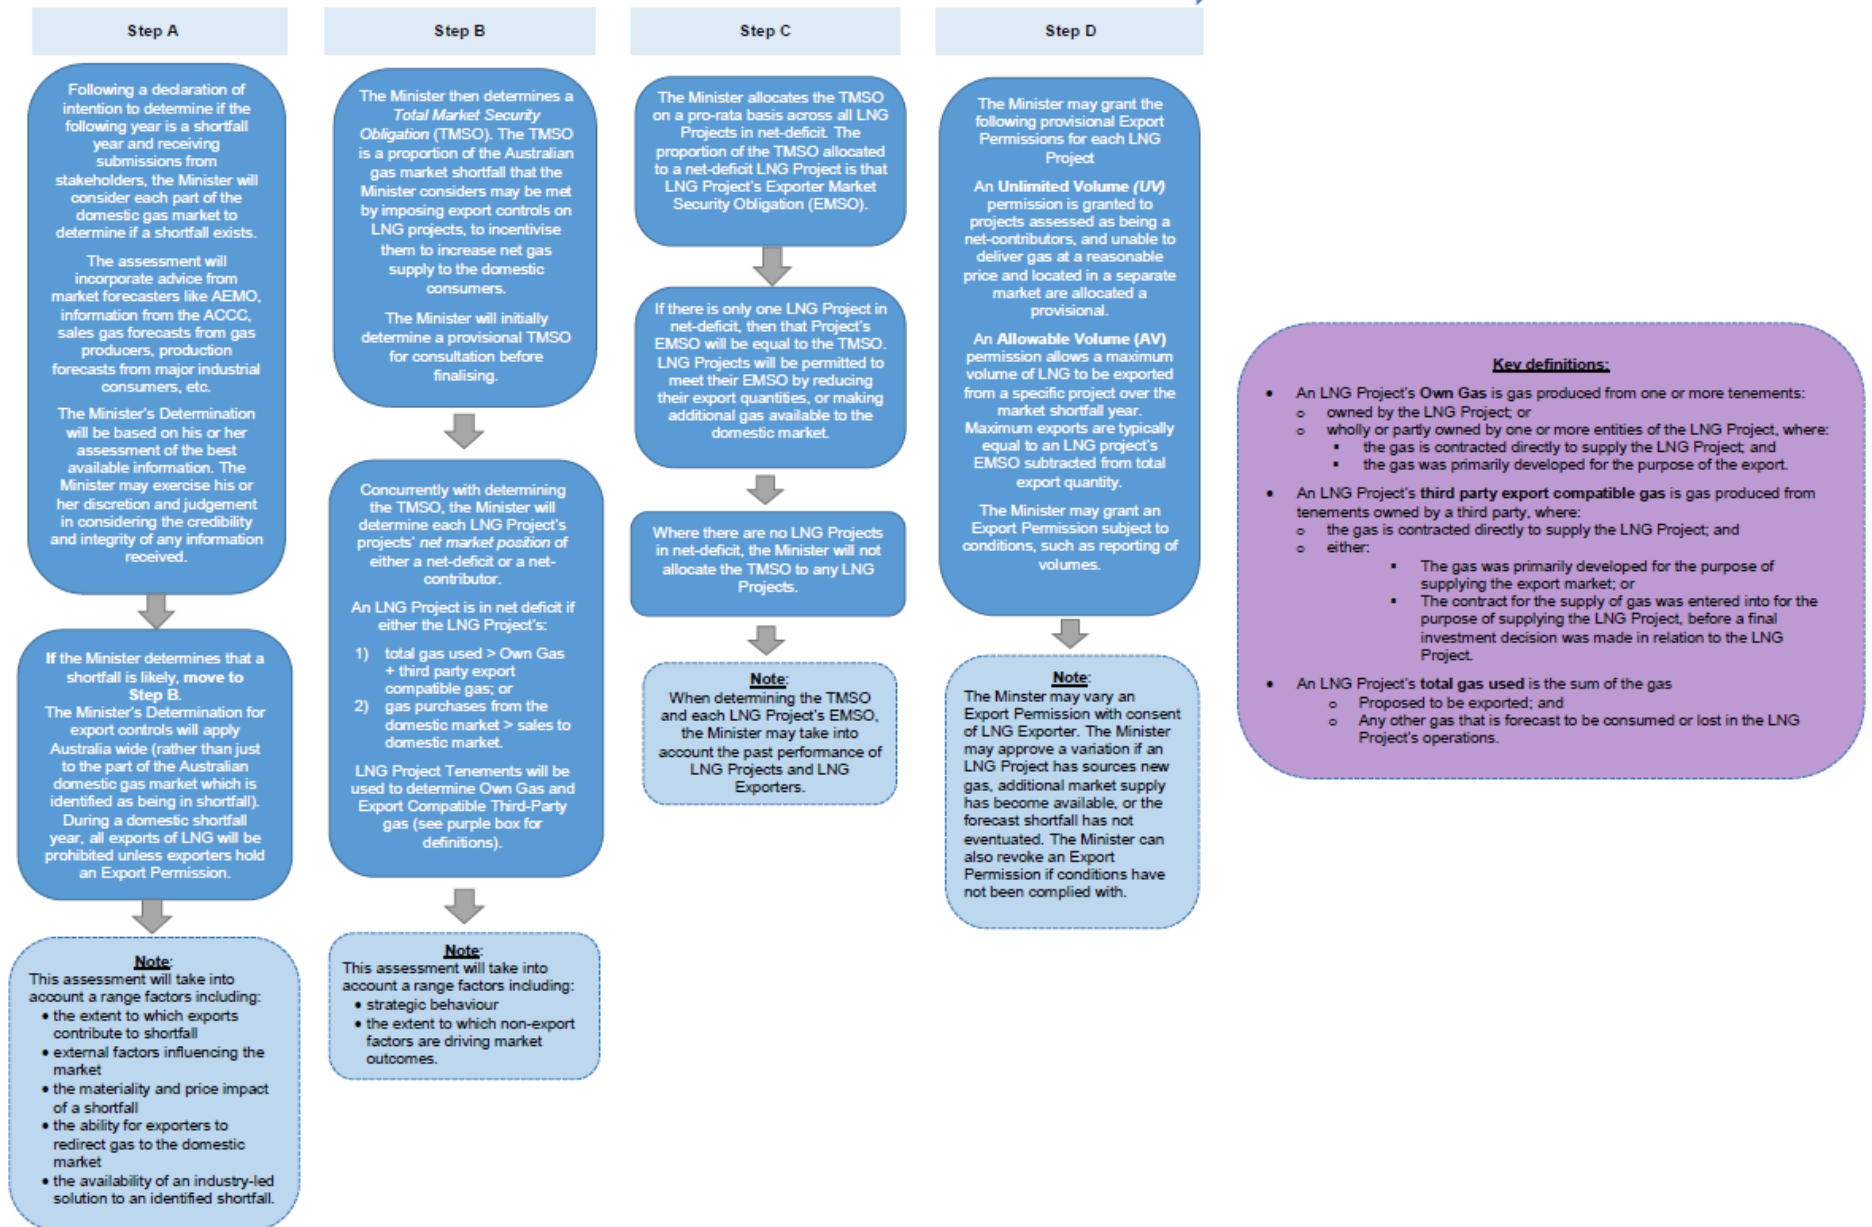 Step A
Following a declaration of
intention to determine if the
following year is a shortfall
year and receiving
submissions from
stakeholders, the Minister will
consider each part of the
domestic gas market to
determine if a shortfall exists.
The assessment will
incorporate advice from
market forecasters like AEMO,
information from the ACCC,
sales gas forecasts from gas
producers, production
forecasts from major industrial
consumers, etc.
The Minister's Determination
will be based on his or her
assessment of the best
available information. The
Minister may exercise his or
her discretion and judgement
in considering the credibility
and integrity of any information
received.
If the Minister determines that a
shortfall is likely, move to
Step B.
The Minister's Determination for
export controls will apply
Australia wide (rather than just
to the part of the Australian
domestic gas market which is
identified as being in shortfall).
During a domestic shortfall
year, all exports of LNG will be
prohibited unless exporters hold
an Export Permission.
Note:
This assessment will take into
account a range factors including:
• the extent to which exports
contribute to shortfall
• external factors influencing the
market
• the materiality and price impact
of a shortfall
• the ability for exporters to
redirect gas to the domestic
market
• the availability of an industry-led
solution to an identified shortfall.
Step B
The Minister then determines a
Total Market Security
Obligation (TMSO). The TMSO
is a proportion of the Australian
gas market shortfall that the
Minister considers may be met
by imposing export controls on
LNG projects, to incentivise
them to increase net gas
supply to the domestic
consumers.
The Minister will initially
determine a provisional TMSO
for consultation before
finalising.
Concurrently with determining
the TMSO, the Minister will
determine each LNG Project's
projects' net market position of
either a net-deficit or a net-
contributor.
An LNG Project is in net deficit if
either the LNG Project's:
1) total gas used > Own Gas
+ third party export
compatible gas; or
2) gas purchases from the
domestic market > sales to
domestic market.
LNG Project Tenements will be
used to determine Own Gas and
Export Compatible Third-Party
gas (see purple box for
definitions).
Note:
This assessment will take into
account a range factors including:
• strategic behaviour
• the extent to which non-export
factors are driving market
outcomes.
Step C
The Minister allocates the TMSO
on a pro-rata basis across all LNG
Projects in net-deficit. The
proportion of the TMSO allocated
to a net-deficit LNG Project is that
LNG Project's Exporter Market
Security Obligation (EMSO).
If there is only one LNG Project in
net-deficit, then that Project's
EMSO will be equal to the TMSO.
LNG Projects will be permitted to
meet their EMSO by reducing
their export quantities, or making
additional gas available to the
domestic market.
Where there are no LNG Projects
in net-deficit, the Minister will not
allocate the TMSO to any LNG
Projects.
Note:
When determining the TMSO
and each LNG Project's EMSO,
the Minister may take into
account the past performance of
LNG Projects and LNG
Exporters.
Step D
The Minister may grant the
following provisional Export
Permissions for each LNG
Project
An Unlimited Volume (UV)
permission is granted to
projects assessed as being a
net-contributors, and unable to
deliver gas at a reasonable
price and located in a separate
market are allocated a
provisional.
An Allowable Volume (AV)
permission allows a maximum
volume of LNG to be exported
from a specific project over the
market shortfall year.
Maximum exports are typically
equal to an LNG project's
EMSO subtracted from total
export quantity.
The Minister may grant an
Export Permission subject to
conditions, such as reporting of
volumes.
Note:
The Minster may vary an
Export Permission with consent
of LNG Exporter. The Minister
may approve a variation if an
LNG Project has sources new
gas, additional market supply
has become available, or the
forecast shortfall has not
eventuated. The Minister can
also revoke an Export
Permission if conditions have
not been complied with.
Key definitions:
• An LNG Project's Own Gas is gas produced from one or more tenements:
o owned by the LNG Project; or
o wholly or partly owned by one or more entities of the LNG Project, where:
▪ the gas is contracted directly to supply the LNG Project; and
▪ the gas was primarily developed for the purpose of the export.
• An LNG Project's third party export compatible gas is gas produced from
tenements owned by a third party, where:
o the gas is contracted directly to supply the LNG Project; and
o either:
▪ The gas was primarily developed for the purpose of
supplying the export market; or
▪ The contract for the supply of gas was entered into for the
purpose of supplying the LNG Project, before a final
investment decision was made in relation to the LNG
Project.
• An LNG Project's total gas used is the sum of the gas
o Proposed to be exported; and
o Any other gas that is forecast to be consumed or lost in the LNG
Project's operations.